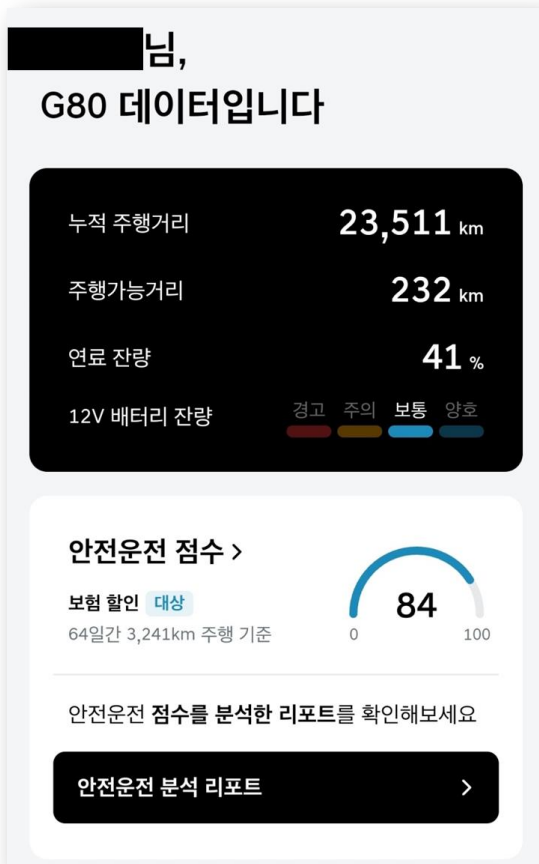 님,
G80 데이터입니다
누적 주행거리 23,511 km
주행가능거리 232 km
연료 잔량 41 %
12V 배터리 잔량 경고 주의 보통 양호
안전운전 점수 >
보험 할인 대상
64일간 3,241km 주행 기준
84
0 100
안전운전 점수를 분석한 리포트를 확인해보세요
안전운전 분석 리포트 >